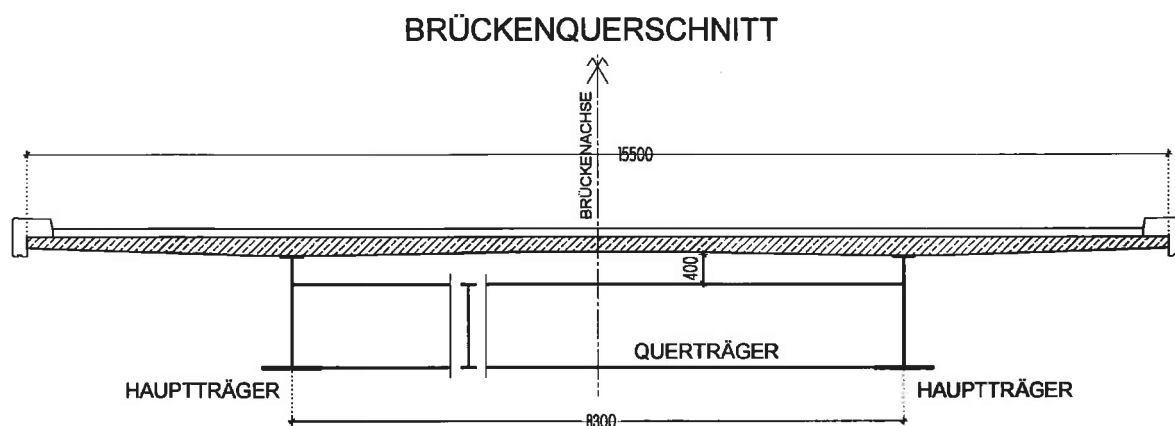 BRÜCKENQUERSCHNITT
BRÜCKENACHSE
15500
400
QUERTRÄGER
HAUPTTRÄGER
HAUPTTRÄGER
8300